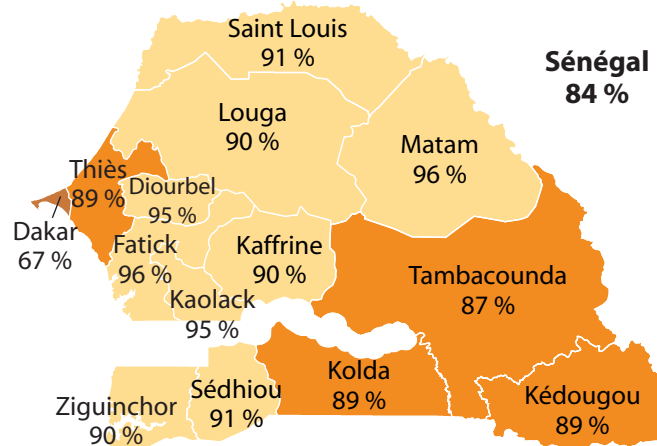 Saint Louis
91 %
Sénégal
84 %
Louga
90 %
Matam
96 %
Thiès
89 %
Diourbel
95 %
Dakar
67 %
Fatick
96 %
Kaffrine
90 %
Tambacounda
87 %
Kaolack
95 %
Kolda
89 %
Sédhiou
91 %
Kédougou
89 %
Ziguinchor
90 %